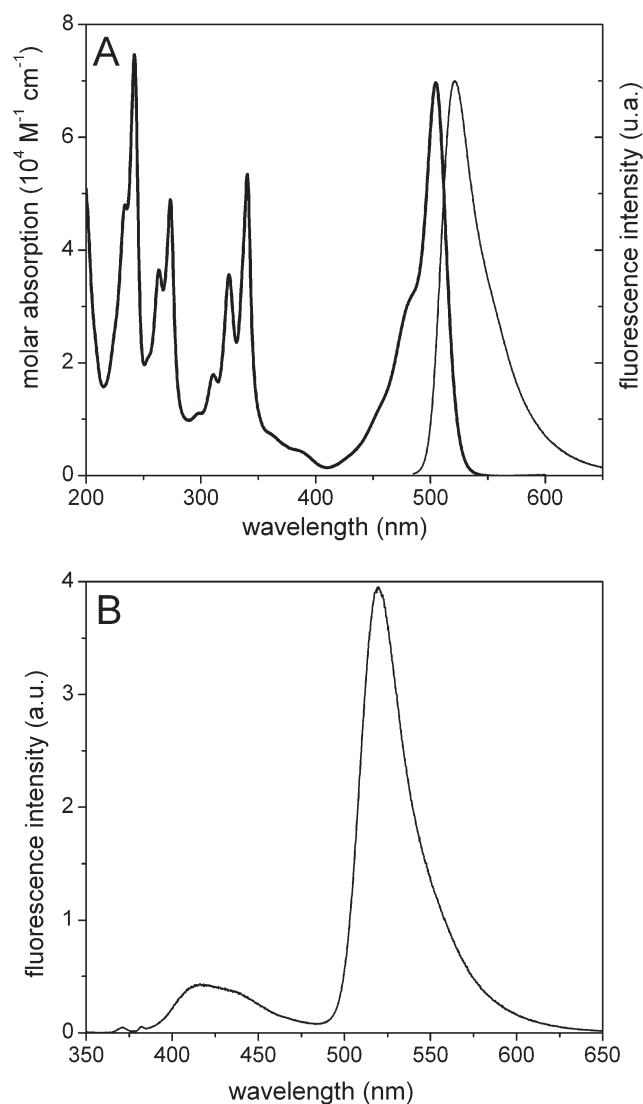 A
8
6
4
2
0
molar absorption (10⁴ M⁻¹ cm⁻¹)
fluorescence intensity (u.a.)
200 300 400 500 600
wavelength (nm)
B
4
3
2
1
0
fluorescence intensity (a.u.)
350 400 450 500 550 600 650
wavelength (nm)